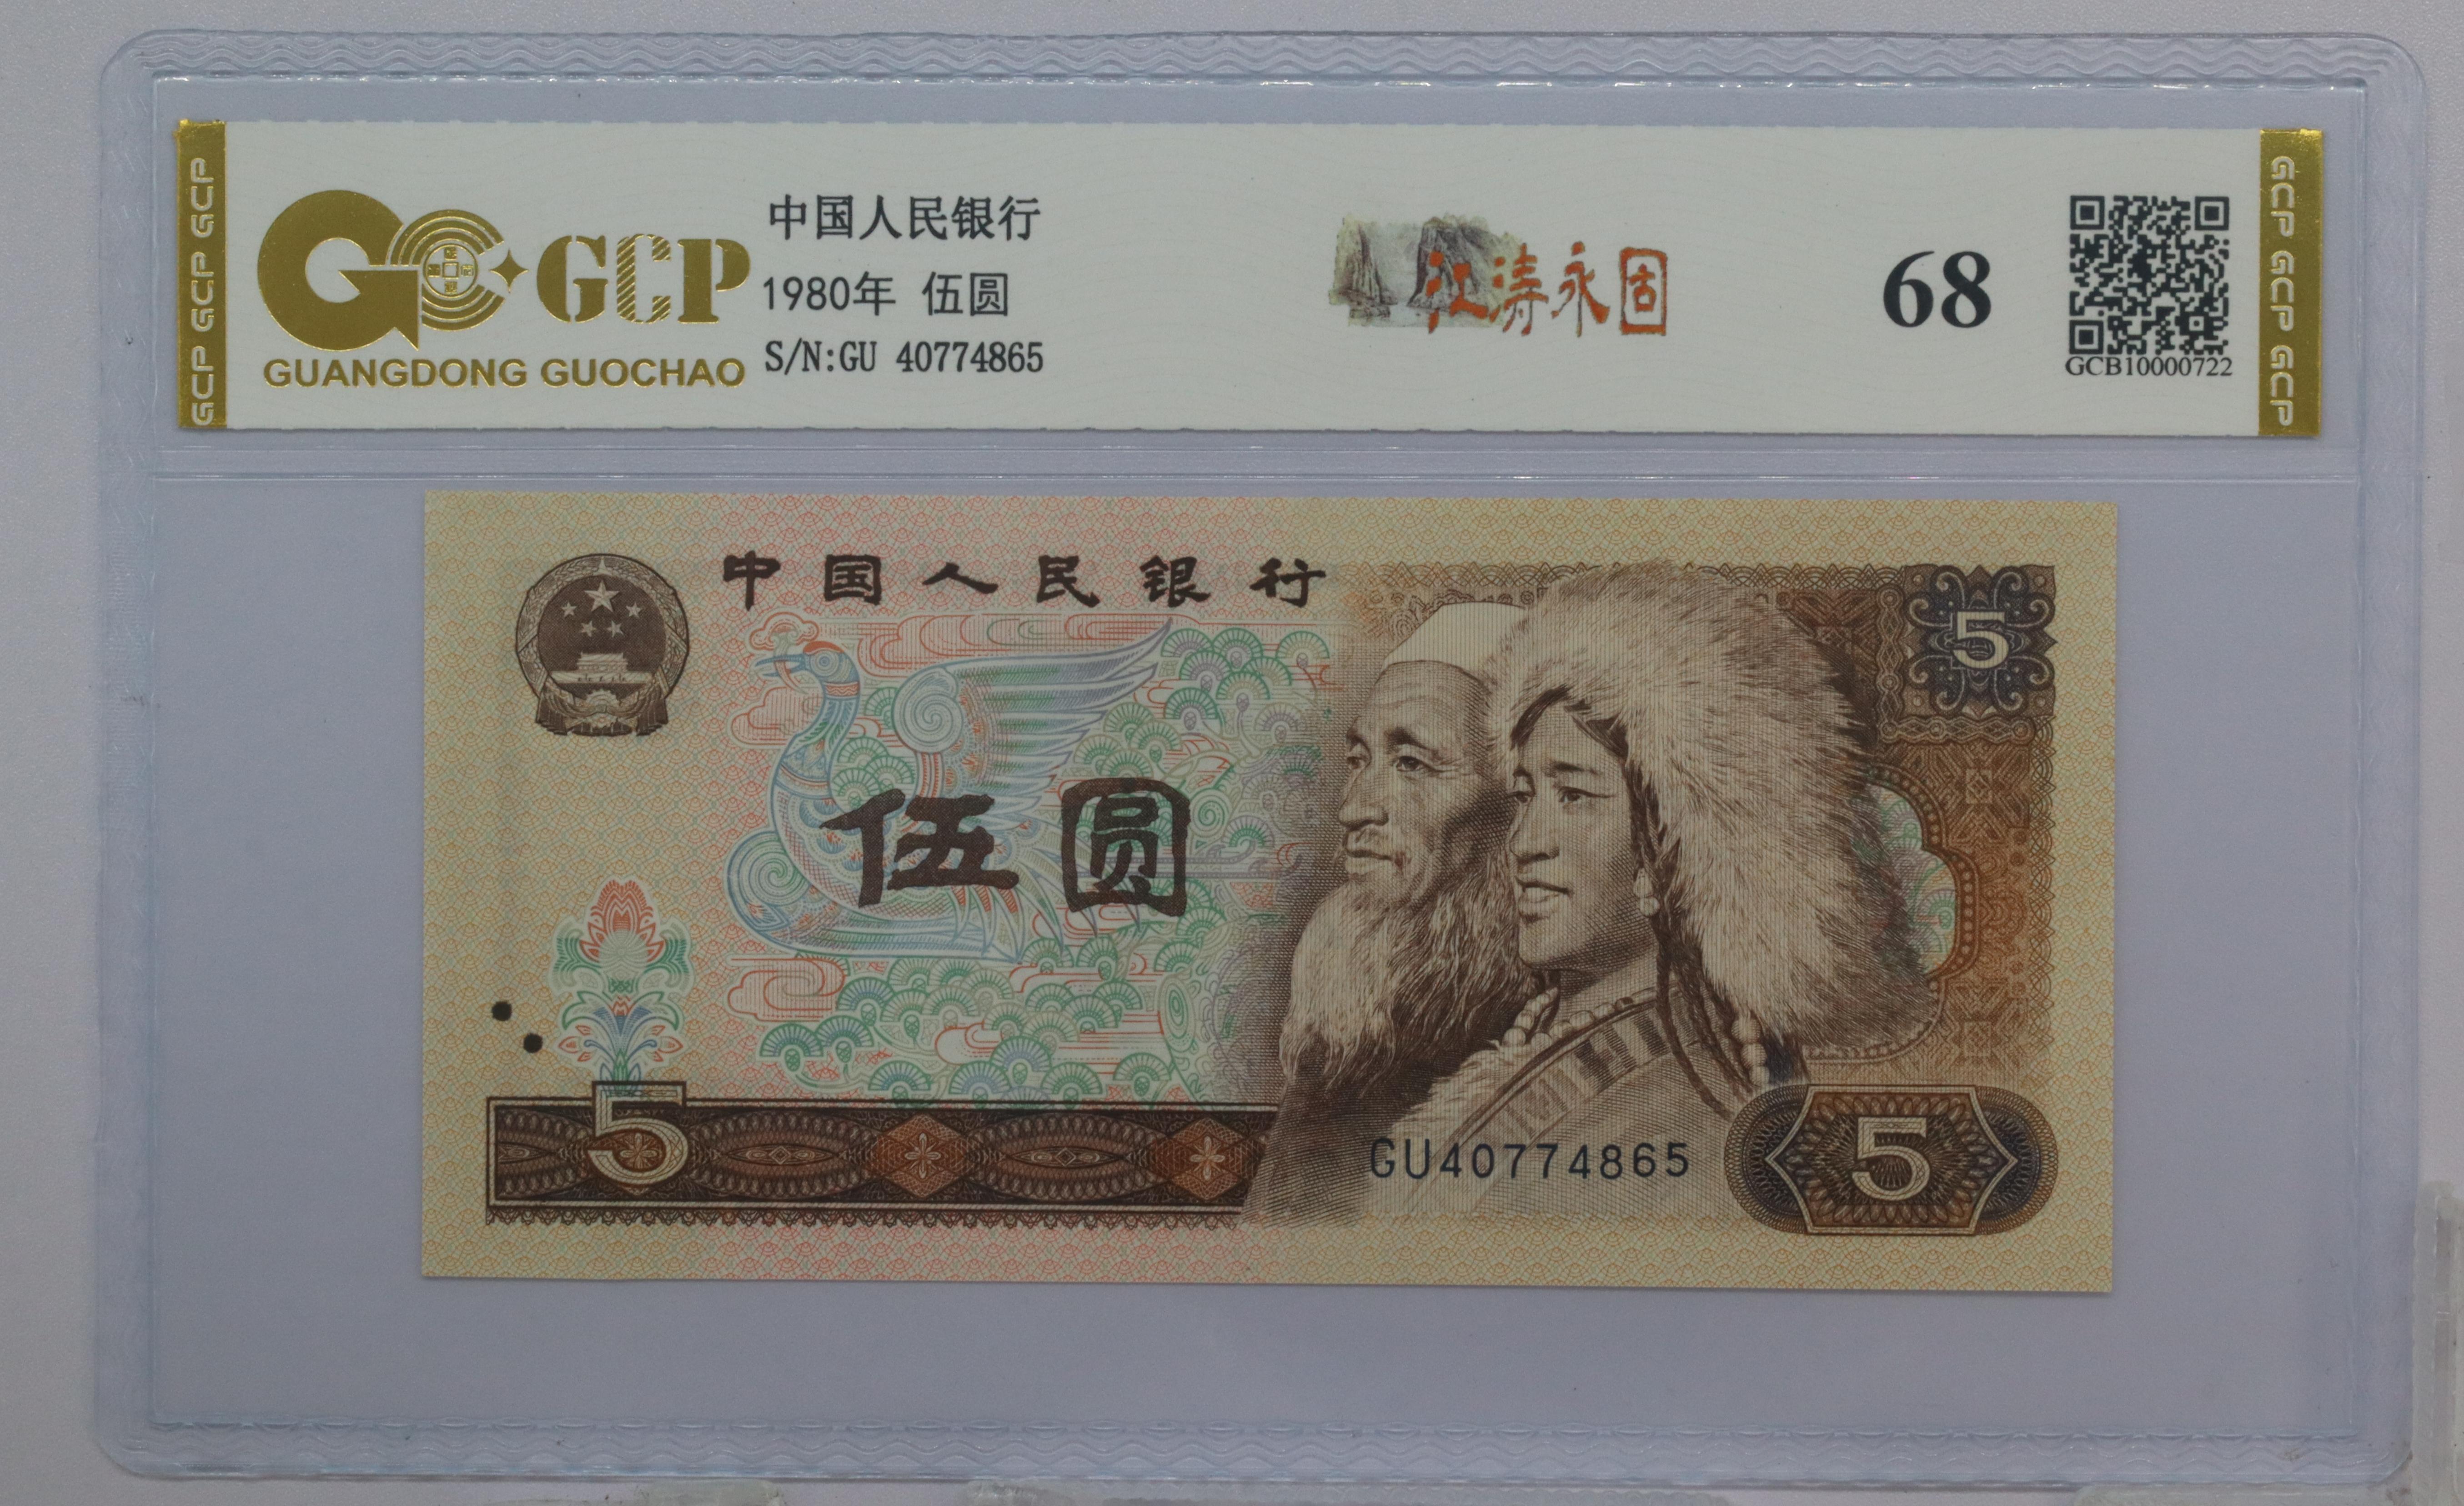 GCP GCP GCP
GCP
GUANGDONG GUOCHAO
中国人民银行
1980年 伍圆
S/N:GU 40774865
江涛永固
68
GCB10000722
GCP GCP GCP
中国人民银行
5
伍圆
5
GU40774865
5